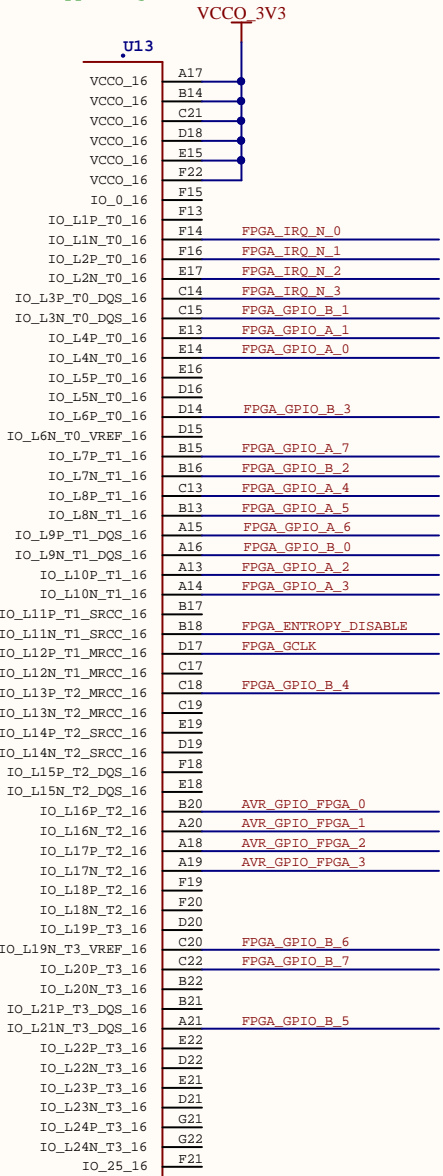 VCCO_3V3
U13
VCCO_16 A17
VCCO_16 B14
VCCO_16 C21
VCCO_16 D18
VCCO_16 E15
VCCO_16 F22
IO_0_16 F15
IO_L1P_T0_16 F13
IO_L1N_T0_16 F14 FPGA_IRQ_N_0
IO_L2P_T0_16 F16 FPGA_IRQ_N_1
IO_L2N_T0_16 E17 FPGA_IRQ_N_2
IO_L3P_T0_DQS_16 C14 FPGA_IRQ_N_3
IO_L3N_T0_DQS_16 C15 FPGA_GPIO_B_1
IO_L4P_T0_16 E13 FPGA_GPIO_A_1
IO_L4N_T0_16 E14 FPGA_GPIO_A_0
IO_L5P_T0_16 E16
IO_L5N_T0_16 D16
IO_L6P_T0_16 D14 FPGA_GPIO_B_3
IO_L6N_T0_VREF_16 D15
IO_L7P_T1_16 B15 FPGA_GPIO_A_7
IO_L7N_T1_16 B16 FPGA_GPIO_B_2
IO_L8P_T1_16 C13 FPGA_GPIO_A_4
IO_L8N_T1_16 B13 FPGA_GPIO_A_5
IO_L9P_T1_DQS_16 A15 FPGA_GPIO_A_6
IO_L9N_T1_DQS_16 A16 FPGA_GPIO_B_0
IO_L10P_T1_16 A13 FPGA_GPIO_A_2
IO_L10N_T1_16 A14 FPGA_GPIO_A_3
IO_L11P_T1_SRCC_16 B17
IO_L11N_T1_SRCC_16 B18 FPGA_ENTROPY_DISABLE
IO_L12P_T1_MRCC_16 D17 FPGA_GCLK
IO_L12N_T1_MRCC_16 C17
IO_L13P_T2_MRCC_16 C18 FPGA_GPIO_B_4
IO_L13N_T2_MRCC_16 C19
IO_L14P_T2_SRCC_16 E19
IO_L14N_T2_SRCC_16 D19
IO_L15P_T2_DQS_16 F18
IO_L15N_T2_DQS_16 E18
IO_L16P_T2_16 B20 AVR_GPIO_FPGA_0
IO_L16N_T2_16 A20 AVR_GPIO_FPGA_1
IO_L17P_T2_16 A18 AVR_GPIO_FPGA_2
IO_L17N_T2_16 A19 AVR_GPIO_FPGA_3
IO_L18P_T2_16 F19
IO_L18N_T2_16 F20
IO_L19P_T3_16 D20
IO_L19N_T3_VREF_16 C20 FPGA_GPIO_B_6
IO_L20P_T3_16 C22 FPGA_GPIO_B_7
IO_L20N_T3_16 B22
IO_L21P_T3_DQS_16 B21
IO_L21N_T3_DQS_16 A21 FPGA_GPIO_B_5
IO_L22P_T3_16 E22
IO_L22N_T3_16 D22
IO_L23P_T3_16 E21
IO_L23N_T3_16 D21
IO_L24P_T3_16 G21
IO_L24N_T3_16 G22
IO_25_16 F21